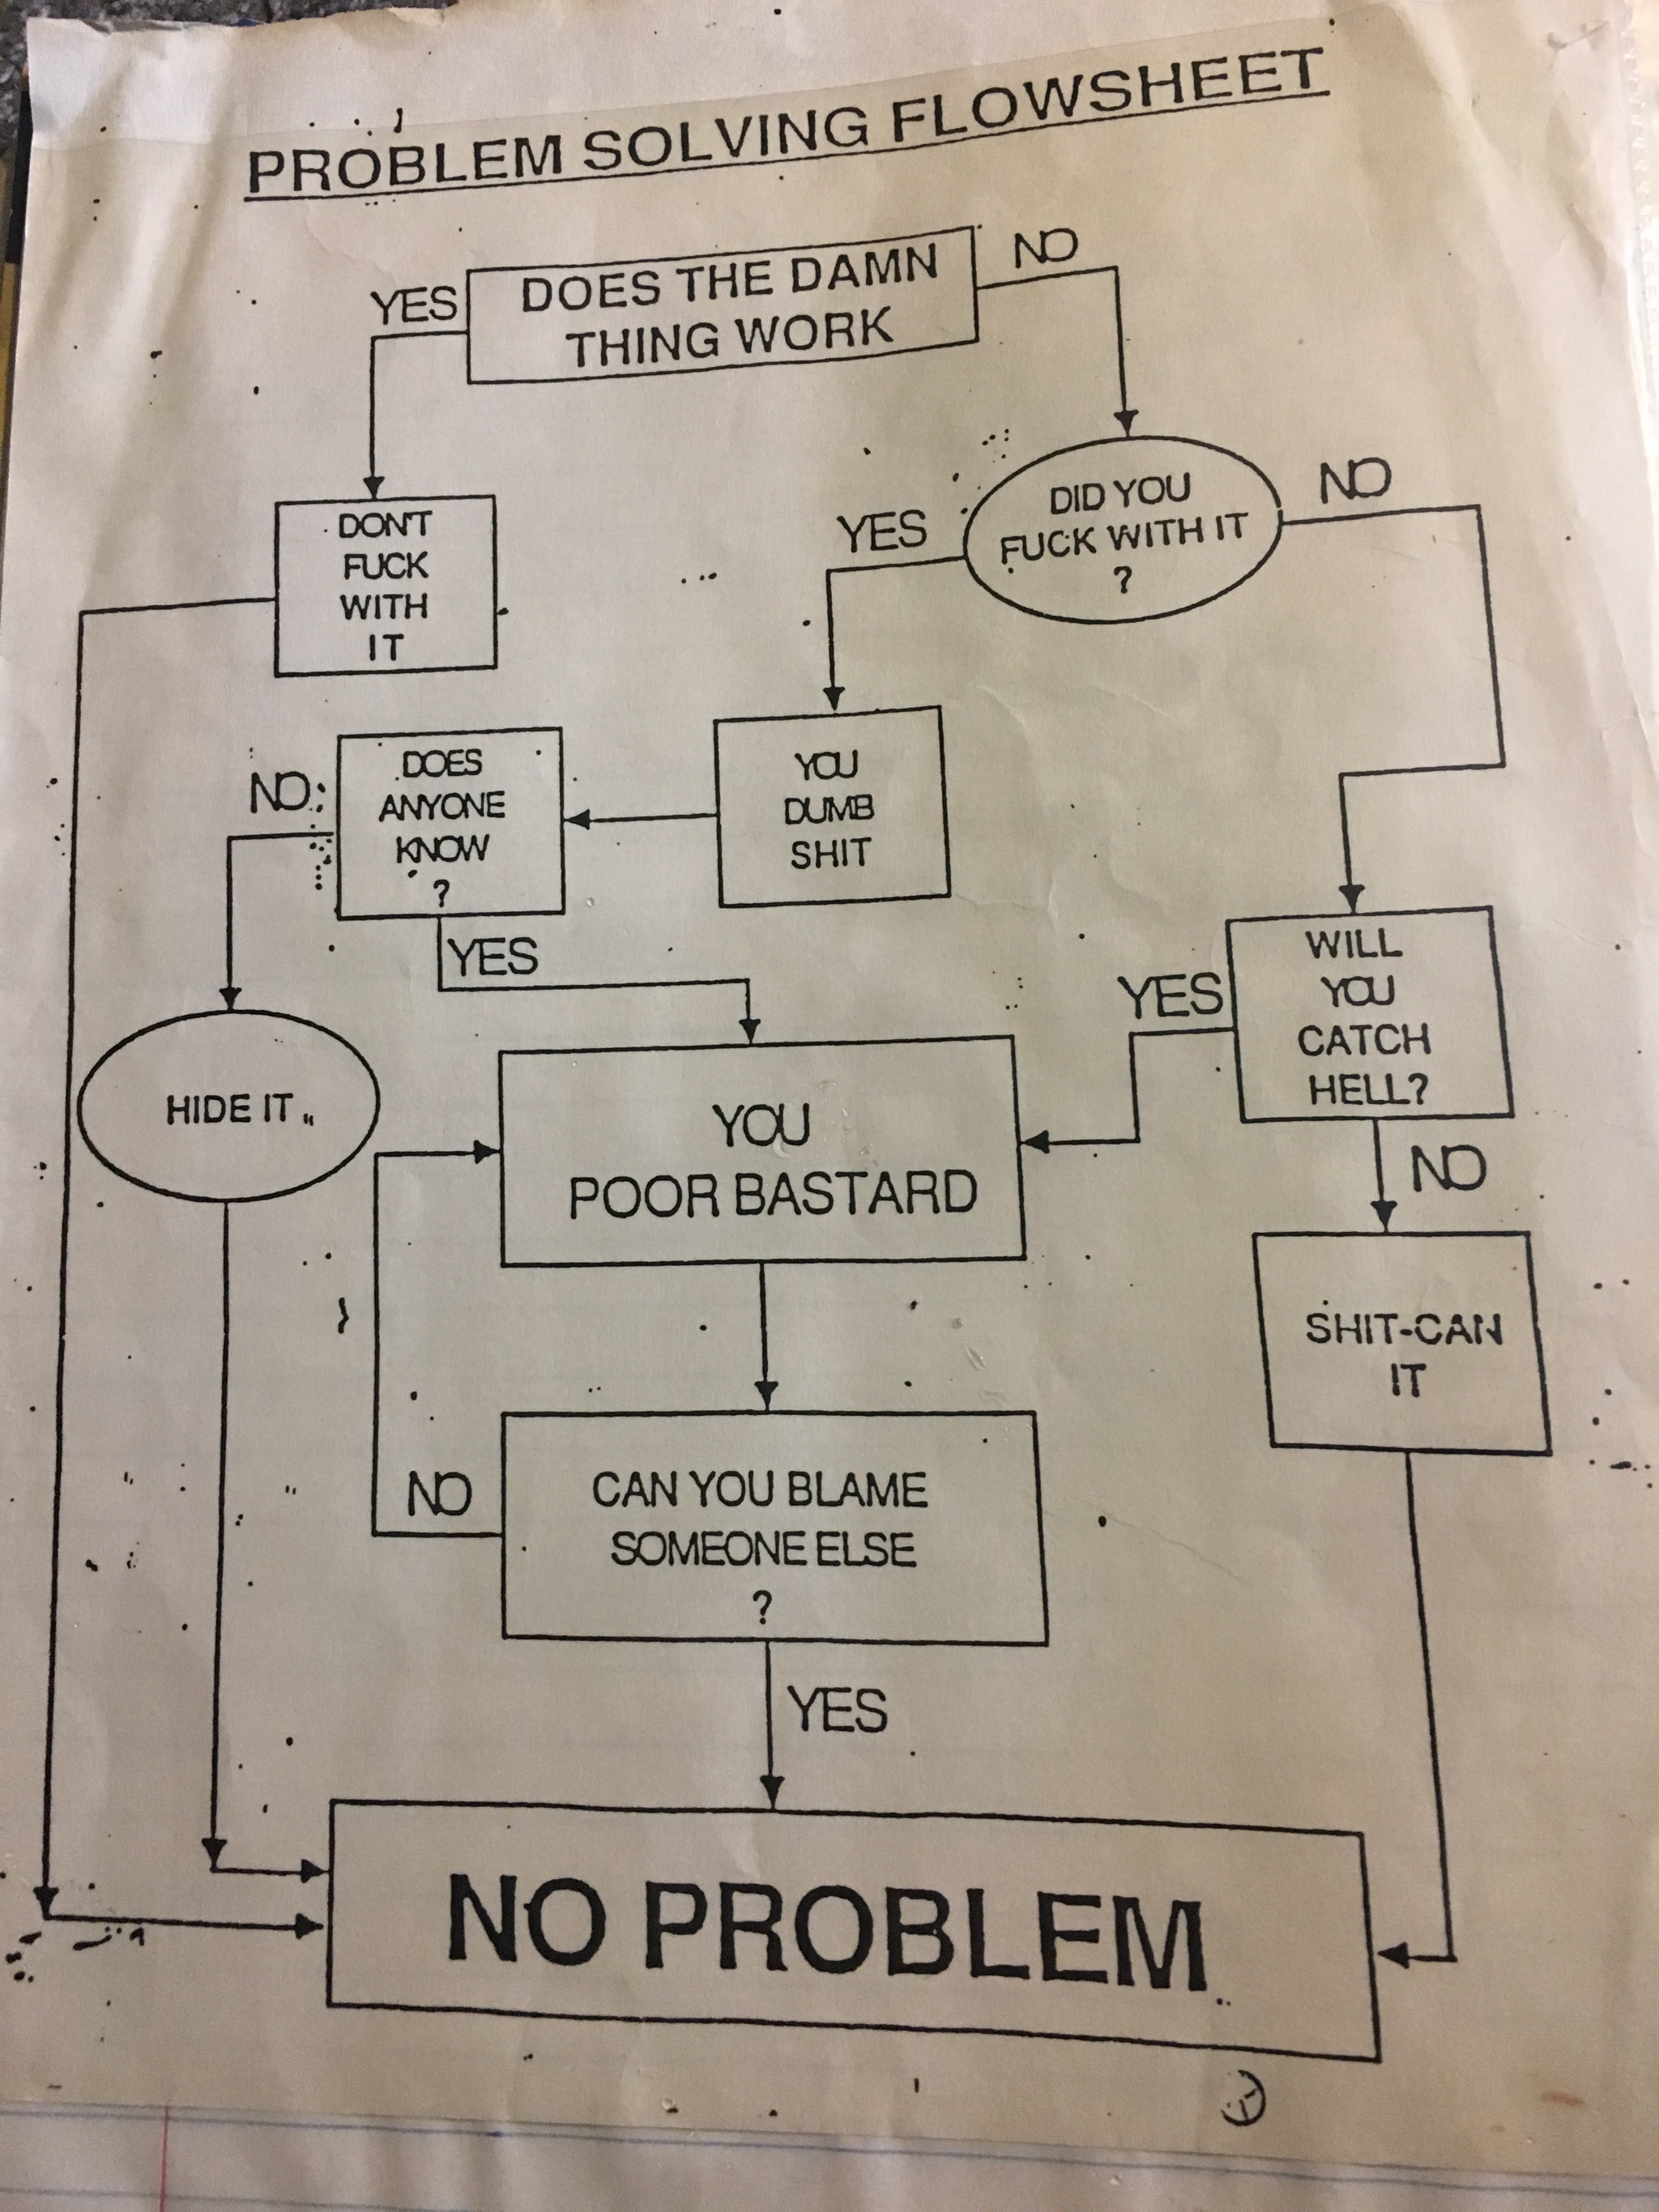 PROBLEM SOLVING FLOWSHEET
YES
DOES THE DAMN
THING WORK
NO
DON'T
FUCK
WITH
IT
YES
DID YOU
FUCK WITH IT
?
NO
NO
DOES
ANYONE
KNOW
?
YOU
DUMB
SHIT
YES
YES
WILL
YOU
CATCH
HELL?
HIDE IT
YOU
POOR BASTARD
NO
SHIT-CAN
IT
NO
CAN YOU BLAME
SOMEONE ELSE
?
YES
NO PROBLEM